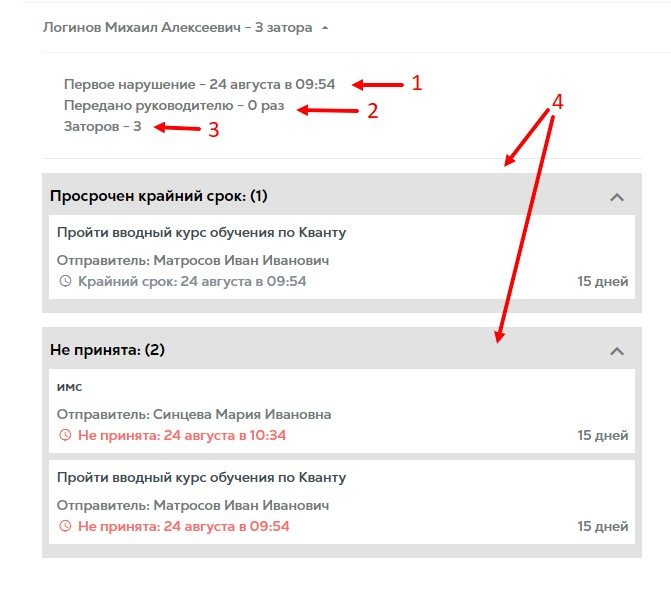 Логинов Михаил Алексеевич - 3 затора
Первое нарушение - 24 августа в 09:54 1
Передано руководителю - 0 раз 2
Заторов - 3 3
4
Просрочен крайний срок: (1)
Пройти вводный курс обучения по Кванту
Отправитель: Матросов Иван Иванович
Крайний срок: 24 августа в 09:54 15 дней
Не принята: (2)
имс
Отправитель: Синцева Мария Ивановна
Не принята: 24 августа в 10:34 15 дней
Пройти вводный курс обучения по Кванту
Отправитель: Матросов Иван Иванович
Не принята: 24 августа в 09:54 15 дней